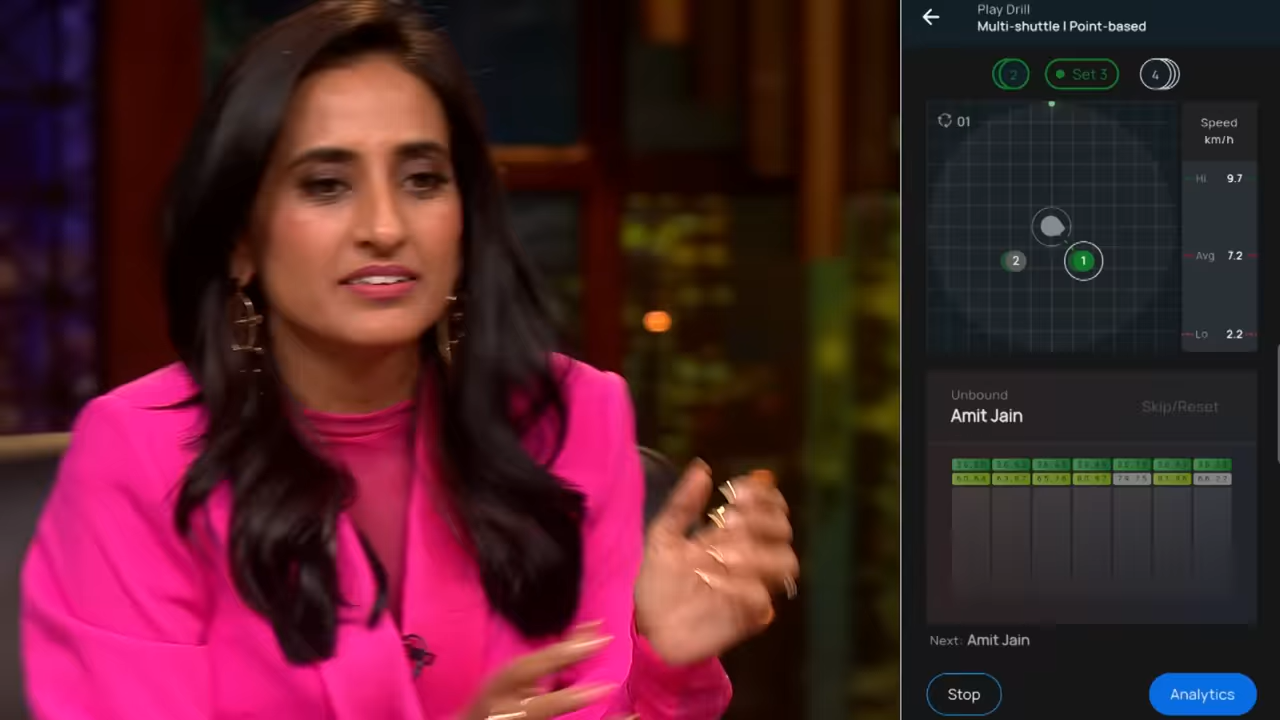 Play Drill
Multi-shuttle | Point-based
2
Set 3
4
01
Speed
km/h
Hi 9.7
2
1
Avg 7.2
Lo 2.2
Unbound
Amit Jain
Skip/Reset
Next: Amit Jain
Stop
Analytics